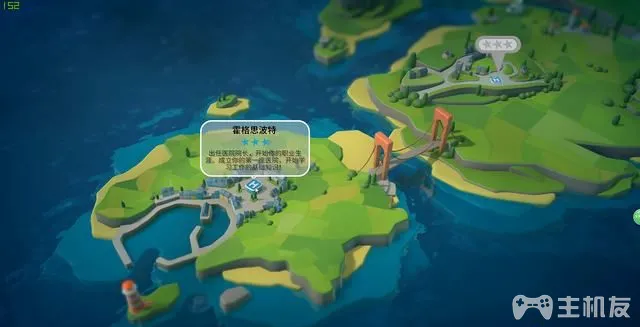 152
霍格思波特
出任医院院长，开始你的职业生
涯。成立你的第一座医院，开始学
习工作的基础知识！
H
H
主机友